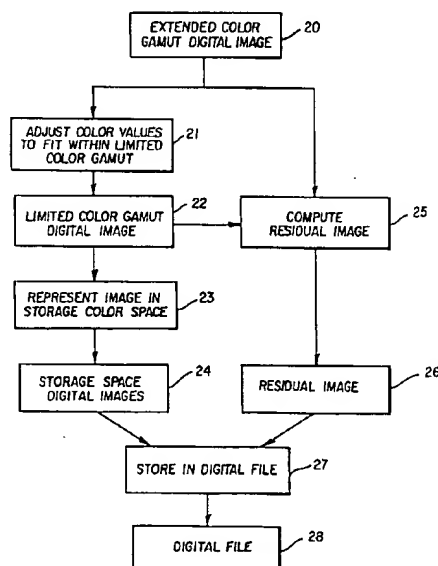 EXTENDED COLOR
GAMUT DIGITAL IMAGE
20
ADJUST COLOR VALUES
TO FIT WITHIN LIMITED
COLOR GAMUT
21
LIMITED COLOR GAMUT
DIGITAL IMAGE
22
COMPUTE
RESIDUAL IMAGE
25
REPRESENT IMAGE IN
STORAGE COLOR SPACE
23
STORAGE SPACE
DIGITAL IMAGES
24
RESIDUAL IMAGE
26
STORE IN DIGITAL FILE
27
DIGITAL FILE
28